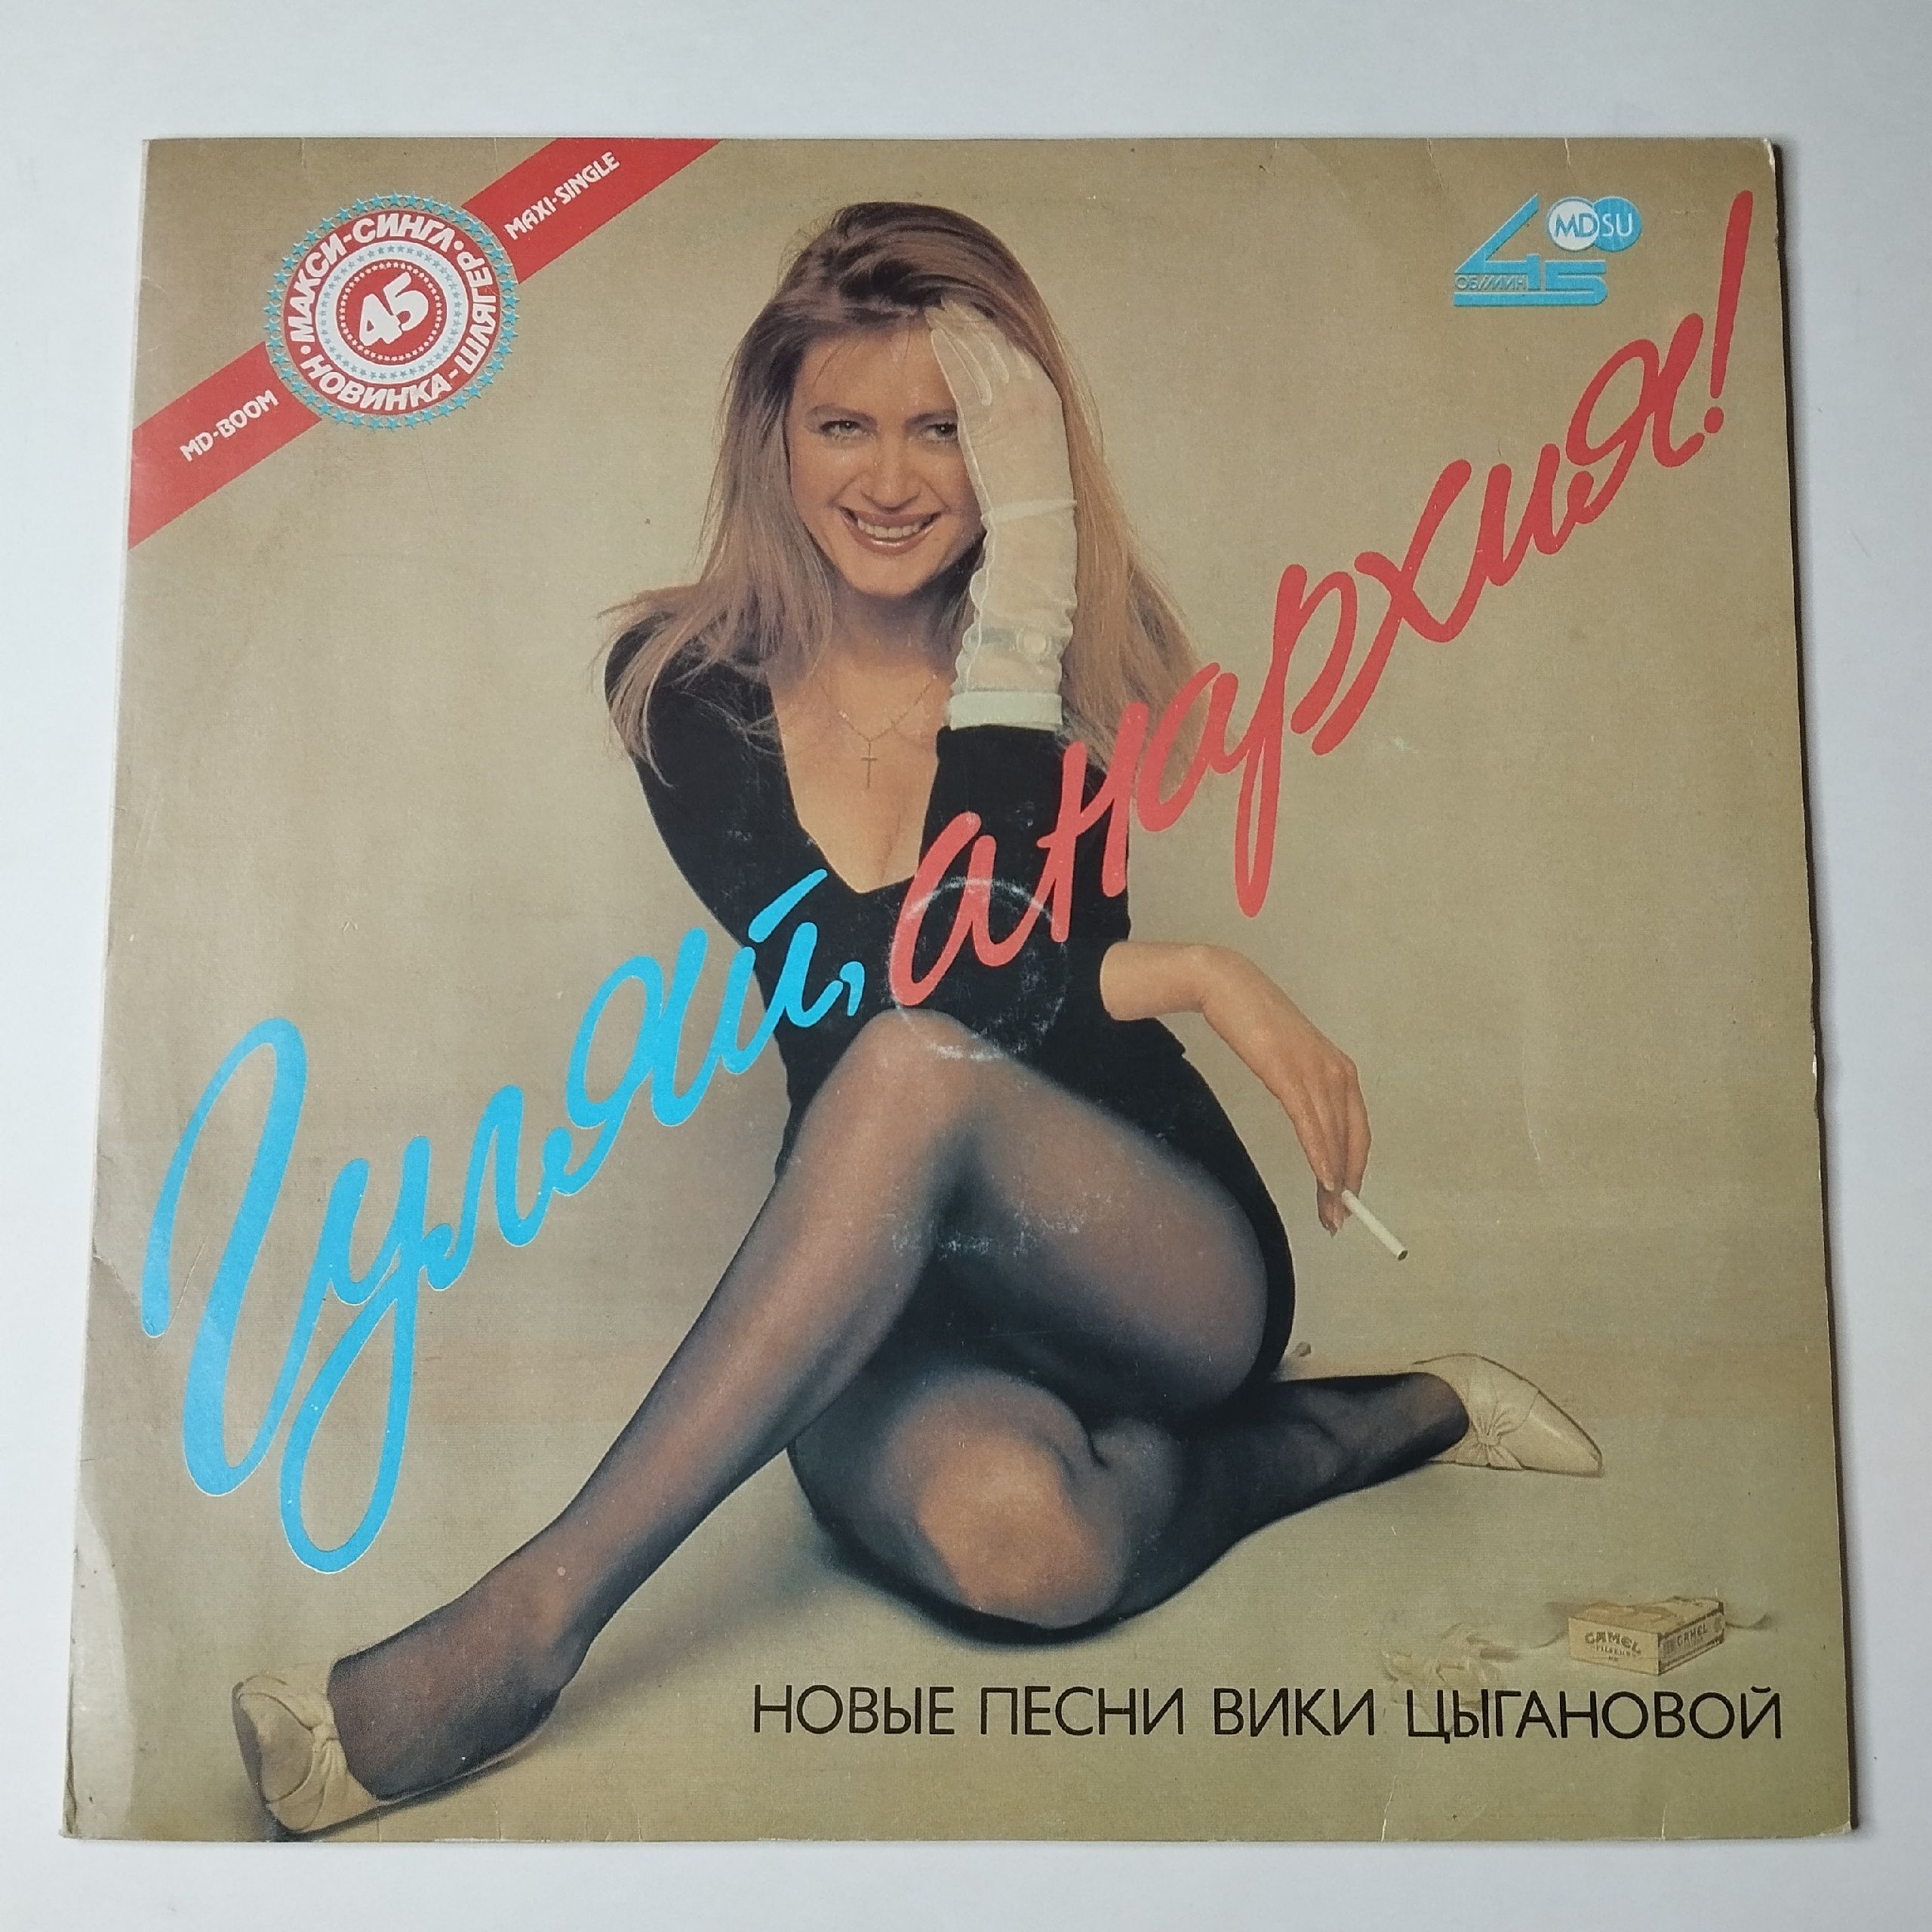 MAXI-SINGLE
МАКСИ-СИНГЛ • НОВИНКА-ШЛЯГЕР •
45
MD-BOOM
MD SU
45
ОБ/МИН
Гуляй, анархия!
CAMEL
CAMEL
НОВЫЕ ПЕСНИ ВИКИ ЦЫГАНОВОЙ